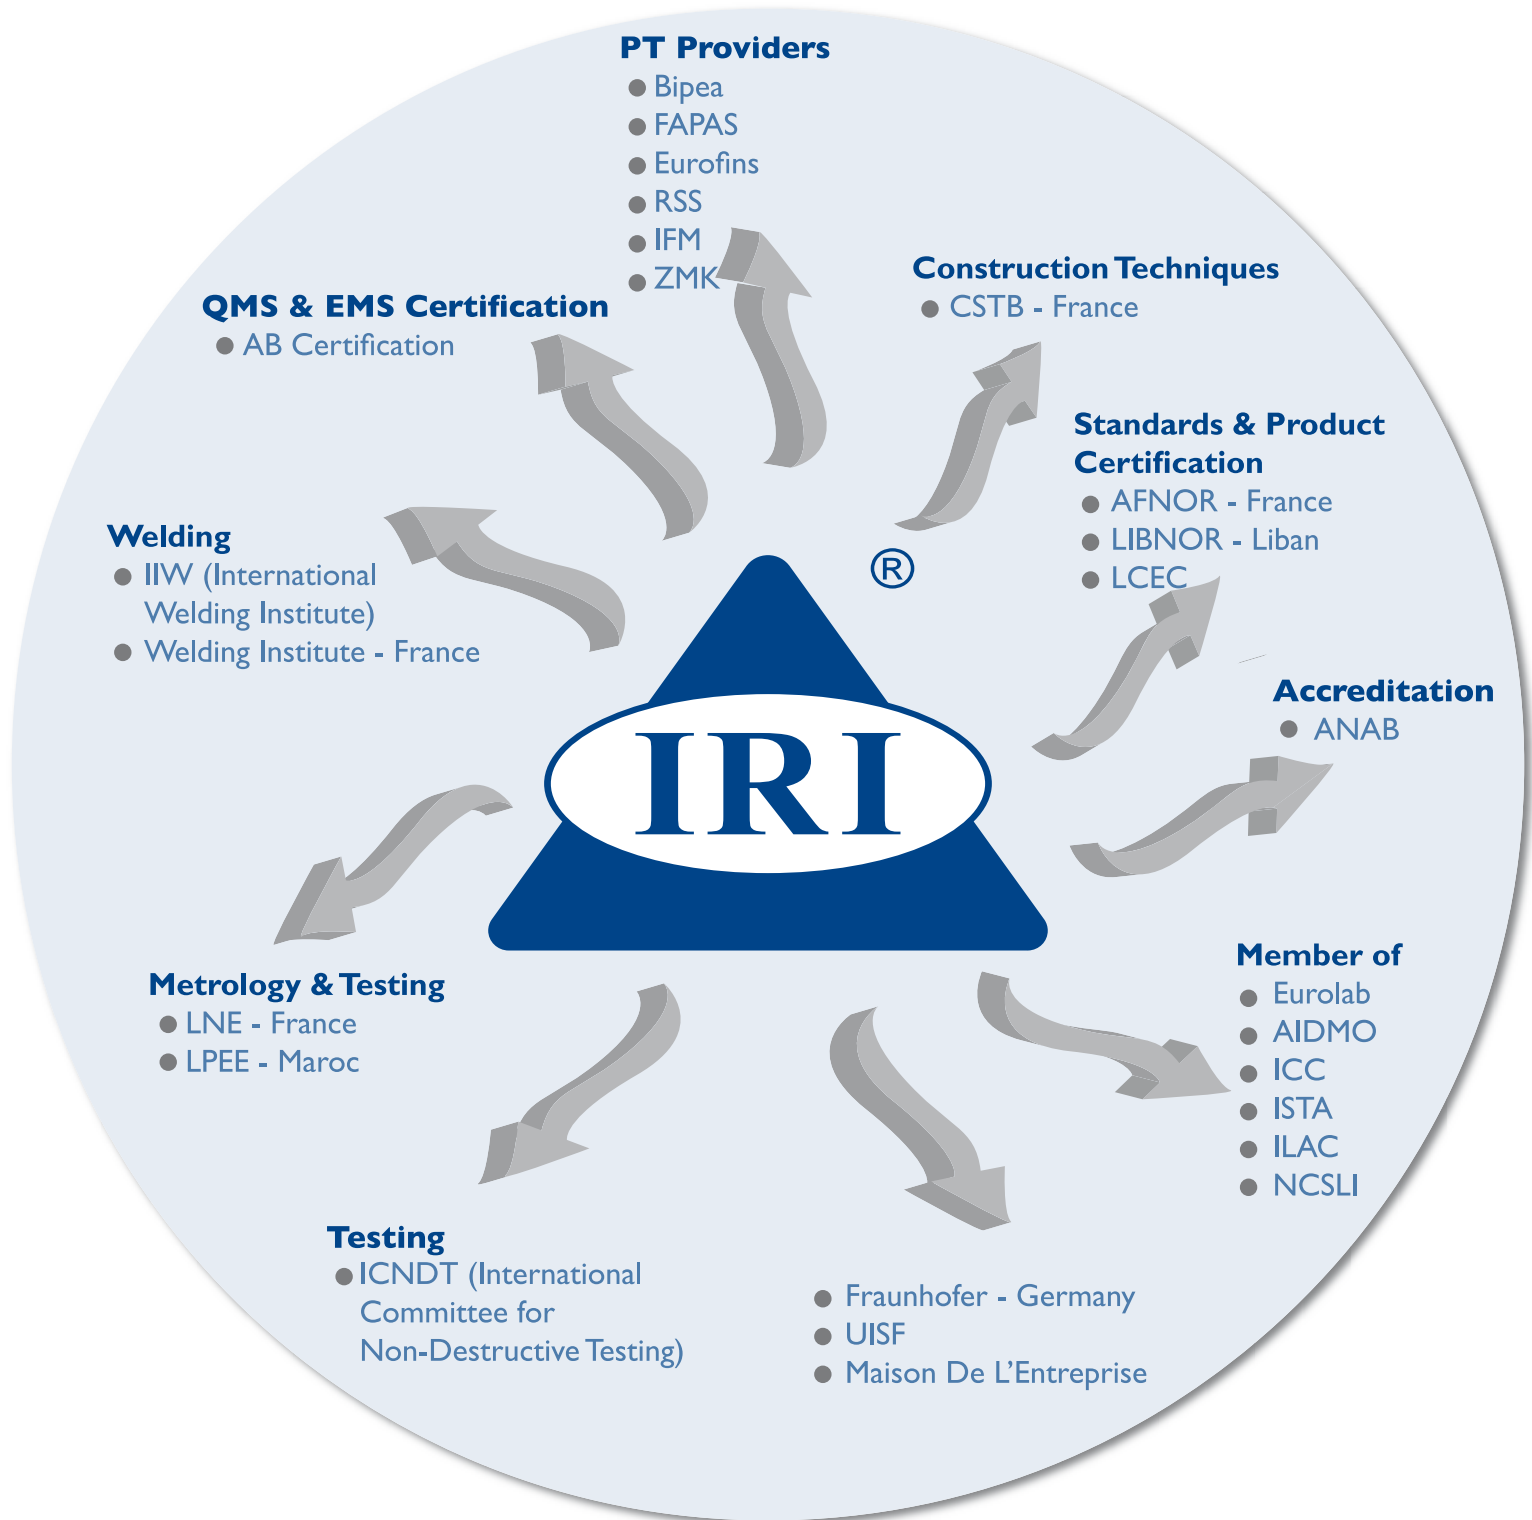 PT Providers
Bipea
FAPAS
Eurofins
RSS
IFM
ZMK
Construction Techniques
CSTB - France
QMS & EMS Certification
AB Certification
Standards & Product
Certification
AFNOR - France
LIBNOR - Liban
LCEC
Welding
IIW (International
Welding Institute)
Welding Institute - France
®
IRI
Accreditation
ANAB
Member of
Eurolab
AIDMO
ICC
ISTA
ILAC
NCSLI
Metrology & Testing
LNE - France
LPEE - Maroc
Testing
ICNDT (International
Committee for
Non-Destructive Testing)
Fraunhofer - Germany
UISF
Maison De L’Entreprise